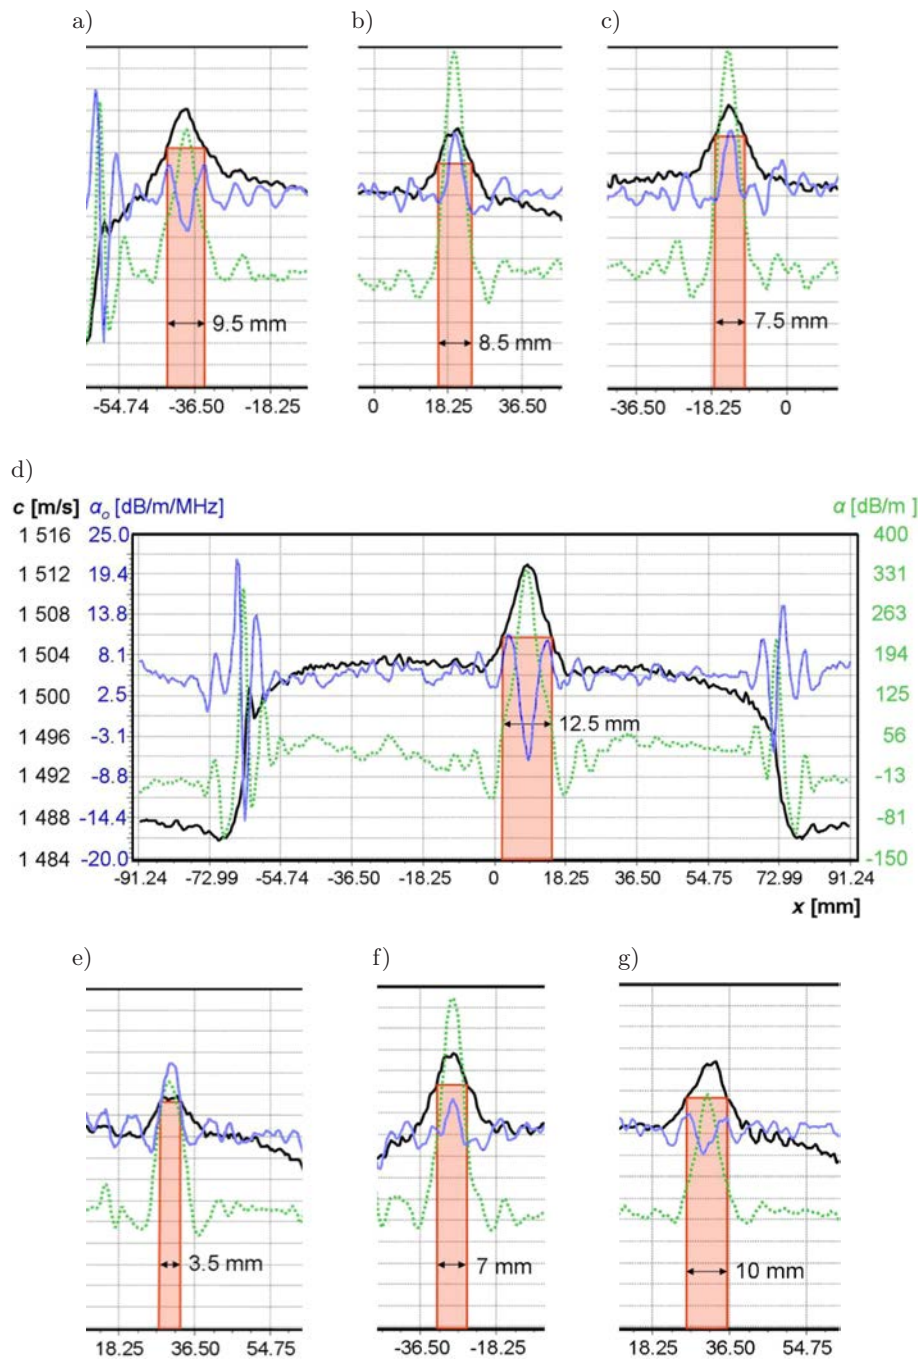 a) b) c)
9.5 mm 8.5 mm 7.5 mm
-54.74 -36.50 -18.25 0 18.25 36.50 -36.50 -18.25 0
d)
c [m/s] αo [dB/m/MHz] α [dB/m ]
1 516 25.0 400
1 512 19.4 331
1 508 13.8 263
1 504 8.1 194
1 500 2.5 125
1 496 -3.1 56
12.5 mm
1 492 -8.8 -13
1 488 -14.4 -81
1 484 -20.0 -150
-91.24 -72.99 -54.74 -36.50 -18.25 0 18.25 36.50 54.75 72.99 91.24
x [mm]
e) f) g)
3.5 mm 7 mm 10 mm
18.25 36.50 54.75 -36.50 -18.25 18.25 36.50 54.75